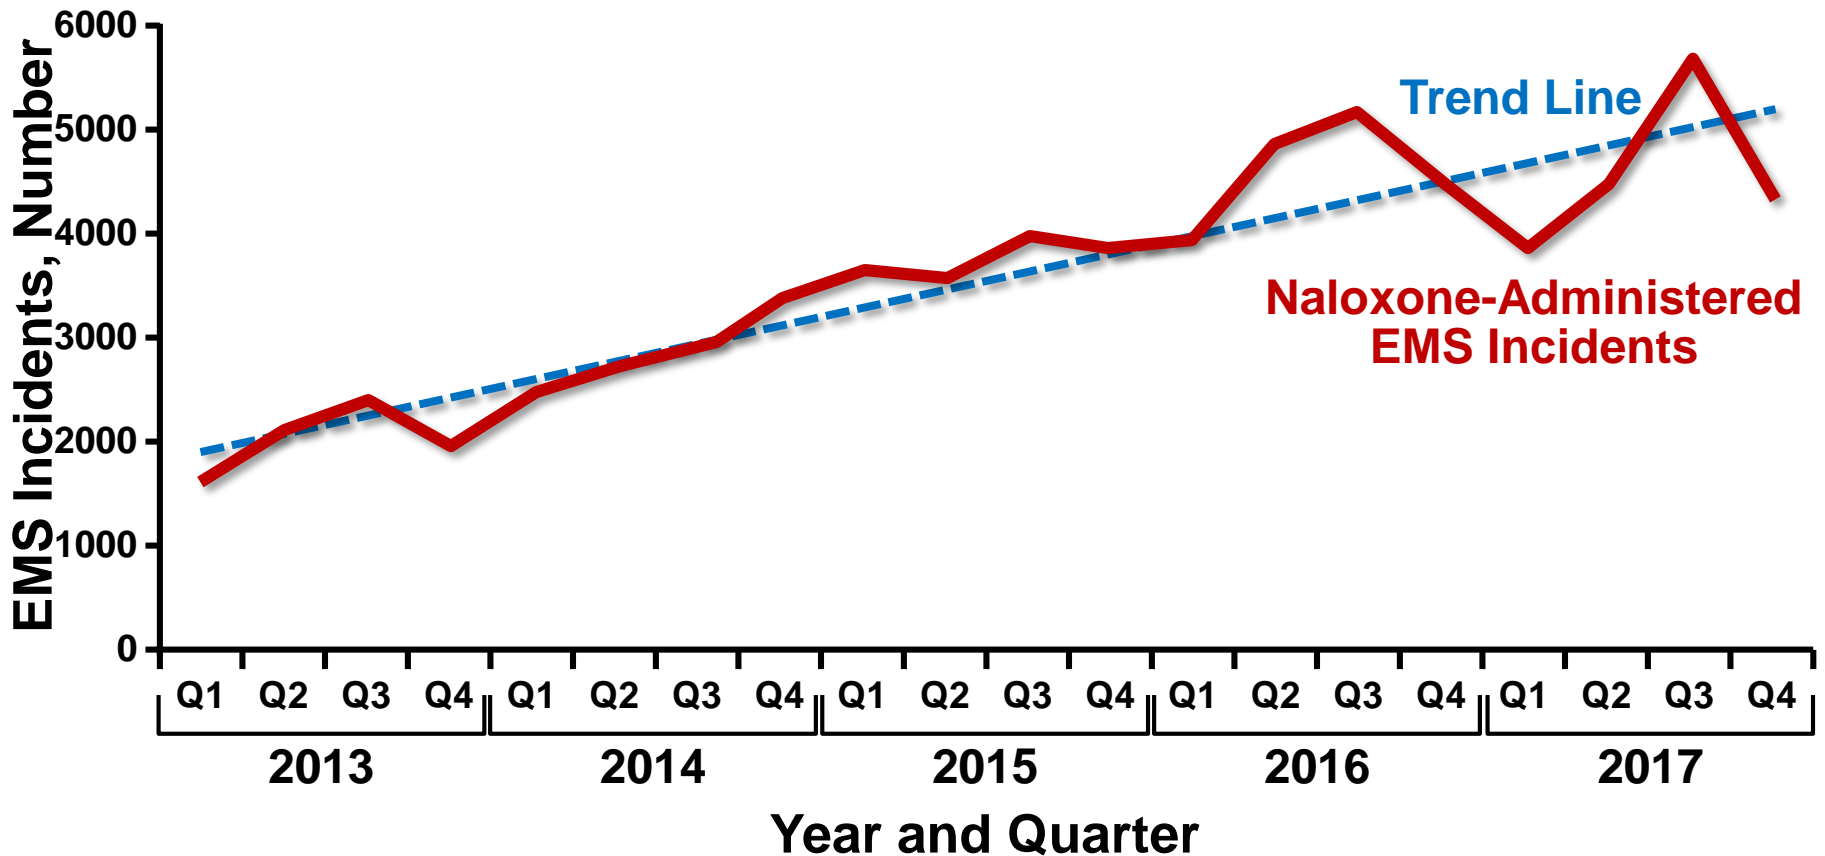 EMS Incidents, Number
6000
5000
4000
3000
2000
1000
0
Trend Line
Naloxone-Administered
EMS Incidents
Q1 Q2 Q3 Q4 Q1 Q2 Q3 Q4 Q1 Q2 Q3 Q4 Q1 Q2 Q3 Q4 Q1 Q2 Q3 Q4
2013 2014 2015 2016 2017
Year and Quarter